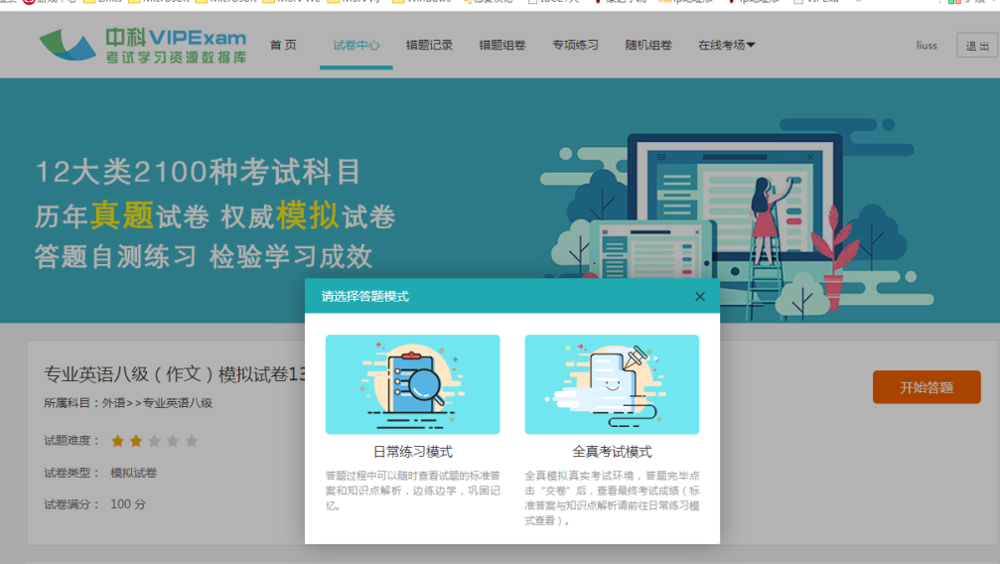 中科VIPExam
考试学习资源数据库
首 页 试卷中心 错题记录 错题组卷 专项练习 随机组卷 在线考场 liuss 退 出
12大类2100种考试科目
历年真题试卷 权威模拟试卷
答题自测练习 检验学习成效
请选择答题模式
专业英语八级（作文）模拟试卷13
开始答题
所属科目：外语>>专业英语八级
试题难度：
试卷类型： 模拟试卷
试卷满分： 100 分
日常练习模式
答题过程中可以随时查看试题的标准答
案和知识点解析，边练边学，巩固记
忆。
全真考试模式
全真模拟真实考试环境，答题完毕点
击“交卷”后，查看最终考试成绩（标
准答案与知识点解析请前往日常练习模
式查看）。